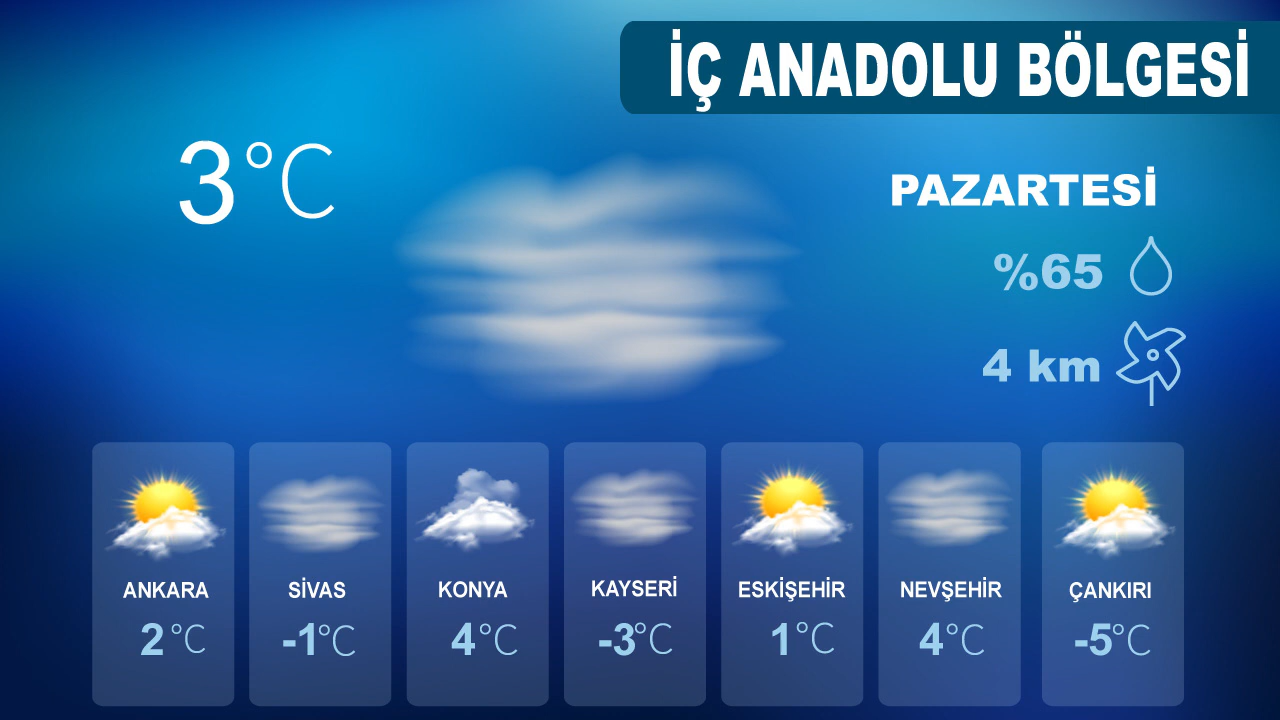 İÇ ANADOLU BÖLGESİ
3°C
PAZARTESİ
%65
4 km
ANKARA
2°C
SİVAS
-1°C
KONYA
4°C
KAYSERİ
-3°C
ESKİŞEHİR
1°C
NEVŞEHİR
4°C
ÇANKIRI
-5°C